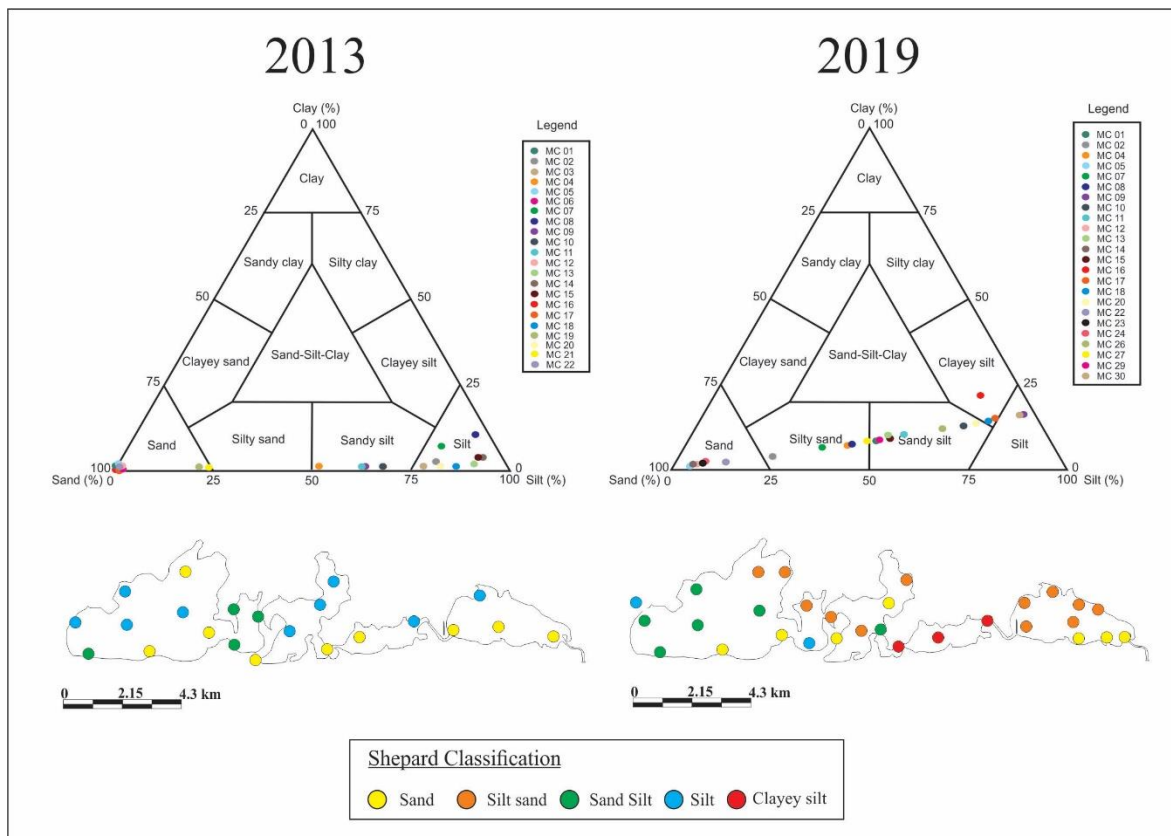 2013
Clay (%)
0 100
Clay
25
75
Sandy clay
Silty clay
50
50
Clayey sand
Sand-Silt-Clay
Clayey silt
75
25
Sand
Silty sand
Sandy silt
Silt
100
0
Sand (%) 0
25
50
75
100
Silt (%)
Legend
MC 01
MC 02
MC 03
MC 04
MC 05
MC 06
MC 07
MC 08
MC 09
MC 10
MC 11
MC 12
MC 13
MC 14
MC 15
MC 16
MC 17
MC 18
MC 19
MC 20
MC 21
MC 22
2019
Clay (%)
0 100
Clay
25
75
Sandy clay
Silty clay
50
50
Clayey sand
Sand-Silt-Clay
Clayey silt
75
25
Sand
Silty sand
Sandy silt
Silt
100
0
Sand (%) 0
25
50
75
100
Silt (%)
Legend
MC 01
MC 02
MC 04
MC 05
MC 07
MC 08
MC 09
MC 10
MC 11
MC 12
MC 13
MC 14
MC 15
MC 16
MC 17
MC 18
MC 20
MC 22
MC 23
MC 24
MC 26
MC 27
MC 29
MC 30
0 2.15 4.3 km
0 2.15 4.3 km
Shepard Classification
Sand Silt sand Sand Silt Silt Clayey silt